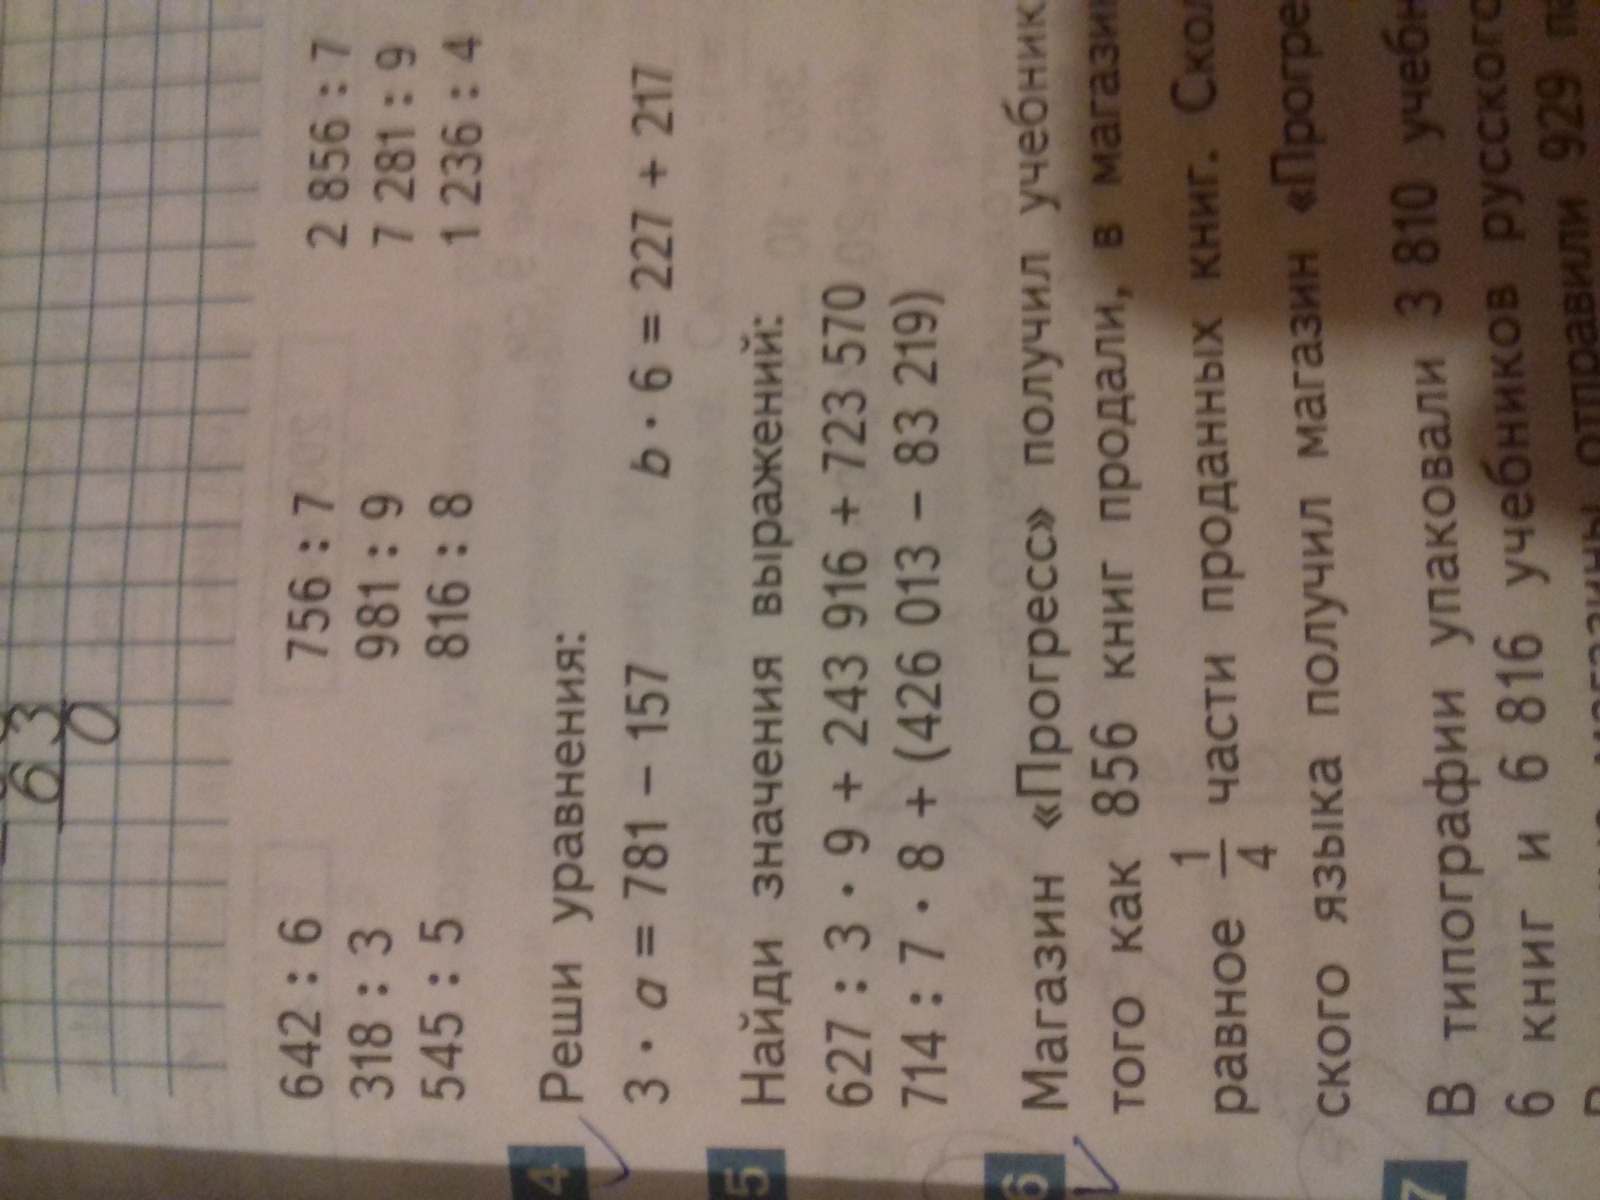 63
0
642 : 6 756 : 7 2 856 : 7
318 : 3 981 : 9 7 281 : 9
545 : 5 816 : 8 1 236 : 4
4 Реши уравнения:
3 · a = 781 – 157 b · 6 = 227 + 217
5 Найди значения выражений:
627 : 3 · 9 + 243 916 + 723 570
714 : 7 · 8 + (426 013 – 83 219)
6 Магазин «Прогресс» получил учебник
того как 856 книг продали, в магазин
равное 1/4 части проданных книг. Скол
ского языка получил магазин «Прогре
7 В типографии упаковали 3 810 учебн
6 книг и 6 816 учебников русского
отправили 929 па